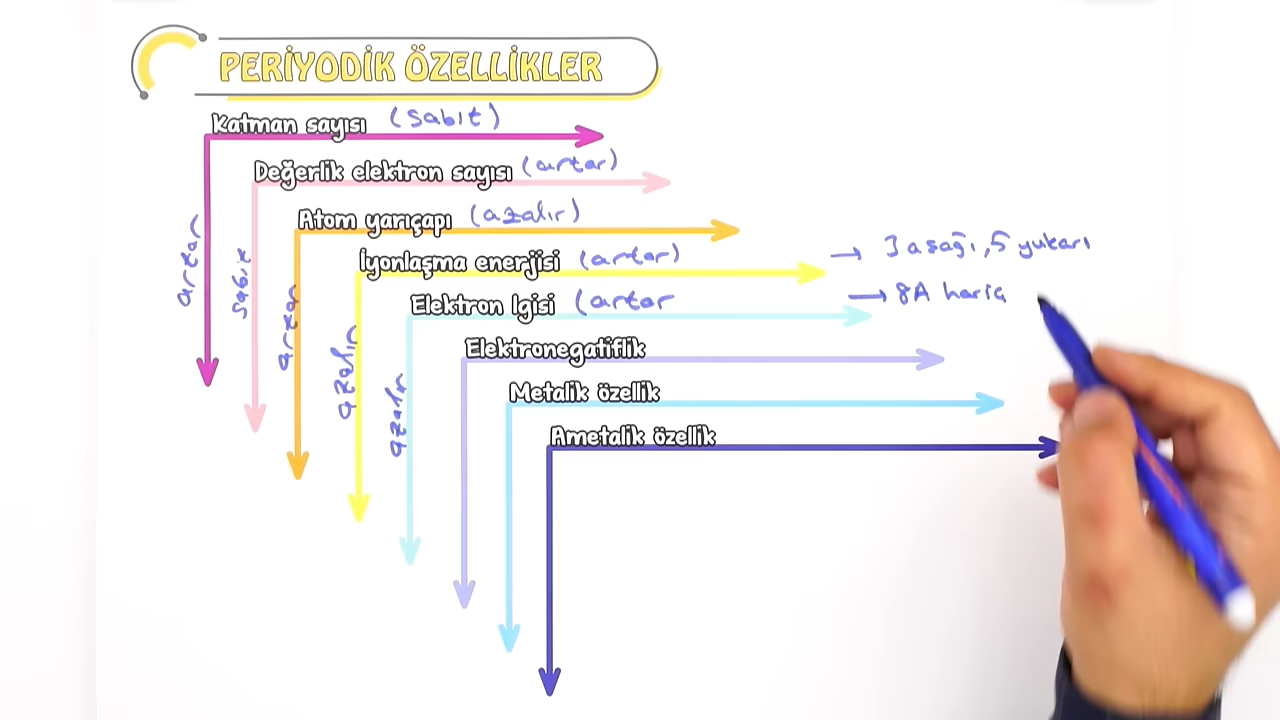 PERİYODİK ÖZELLİKLER
Katman sayısı (sabit)
artar
Değerlik elektron sayısı (artar)
sabit
Atom yarıçapı (azalır)
artar
İyonlaşma enerjisi (artar) → 3 aşağı, 5 yukarı
azalır
Elektron Igisi (artar → 8A hariç
azalır
Elektronegatiflik
Metalik özellik
Ametalik özellik